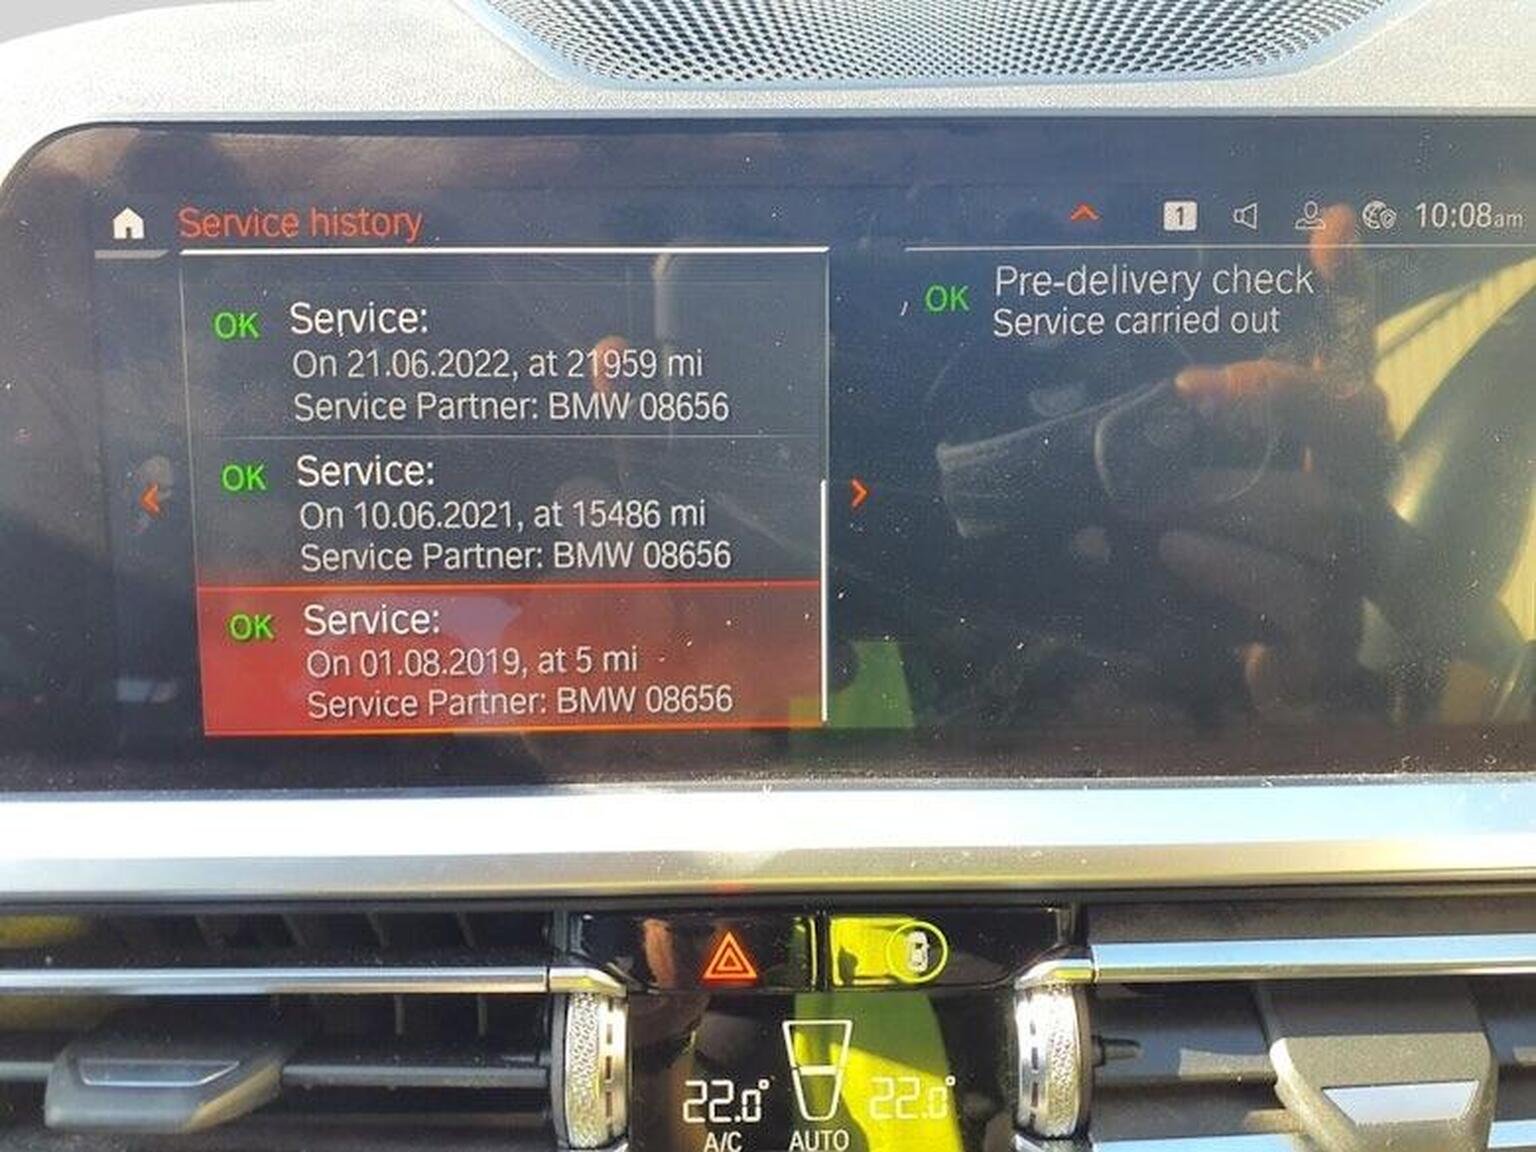 Service history
1
10:08am
OK
Service:
On 21.06.2022, at 21959 mi
Service Partner: BMW 08656
OK
Service:
On 10.06.2021, at 15486 mi
Service Partner: BMW 08656
OK
Service:
On 01.08.2019, at 5 mi
Service Partner: BMW 08656
OK
Pre-delivery check
Service carried out
22.0°
22.0°
A/C
AUTO